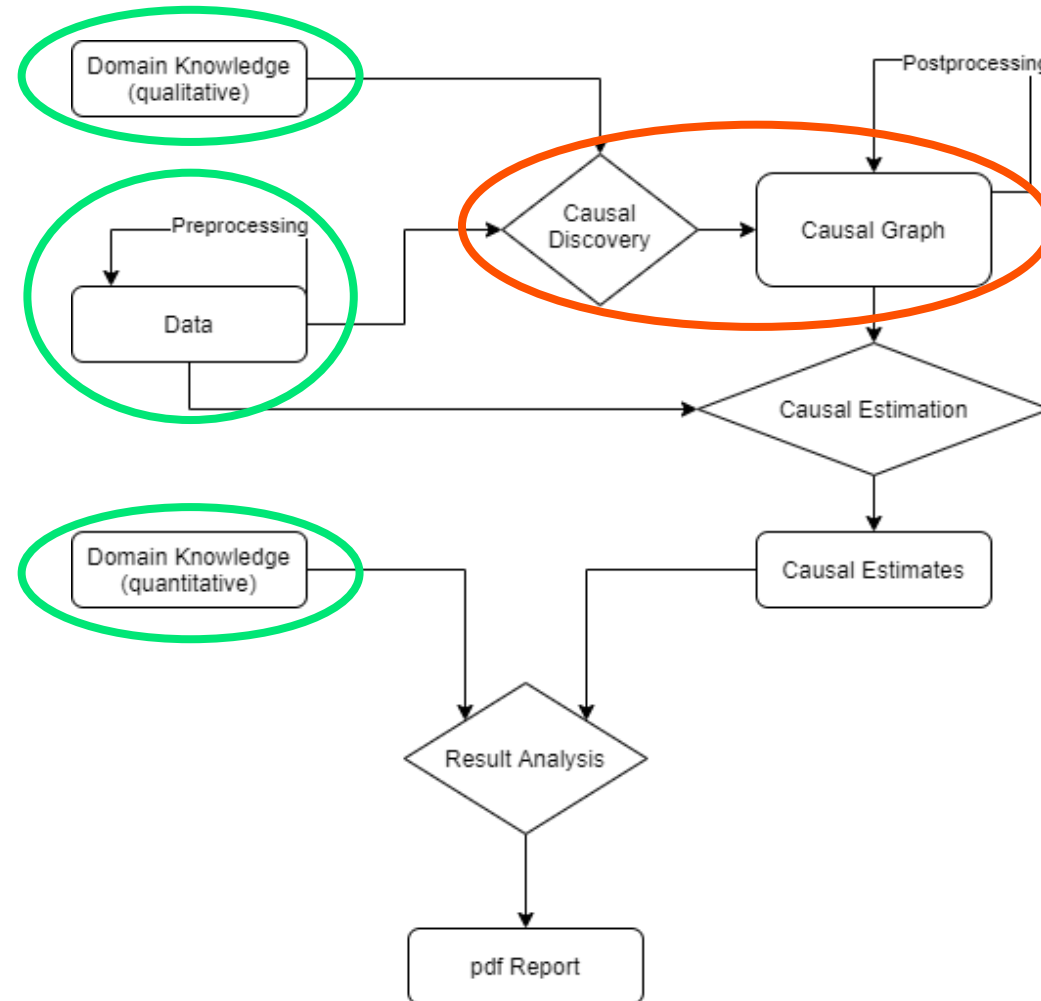 Domain Knowledge
(qualitative)
Postprocessing
Causal
Discovery
Causal Graph
Preprocessing
Data
Causal Estimation
Domain Knowledge
(quantitative)
Causal Estimates
Result Analysis
pdf Report